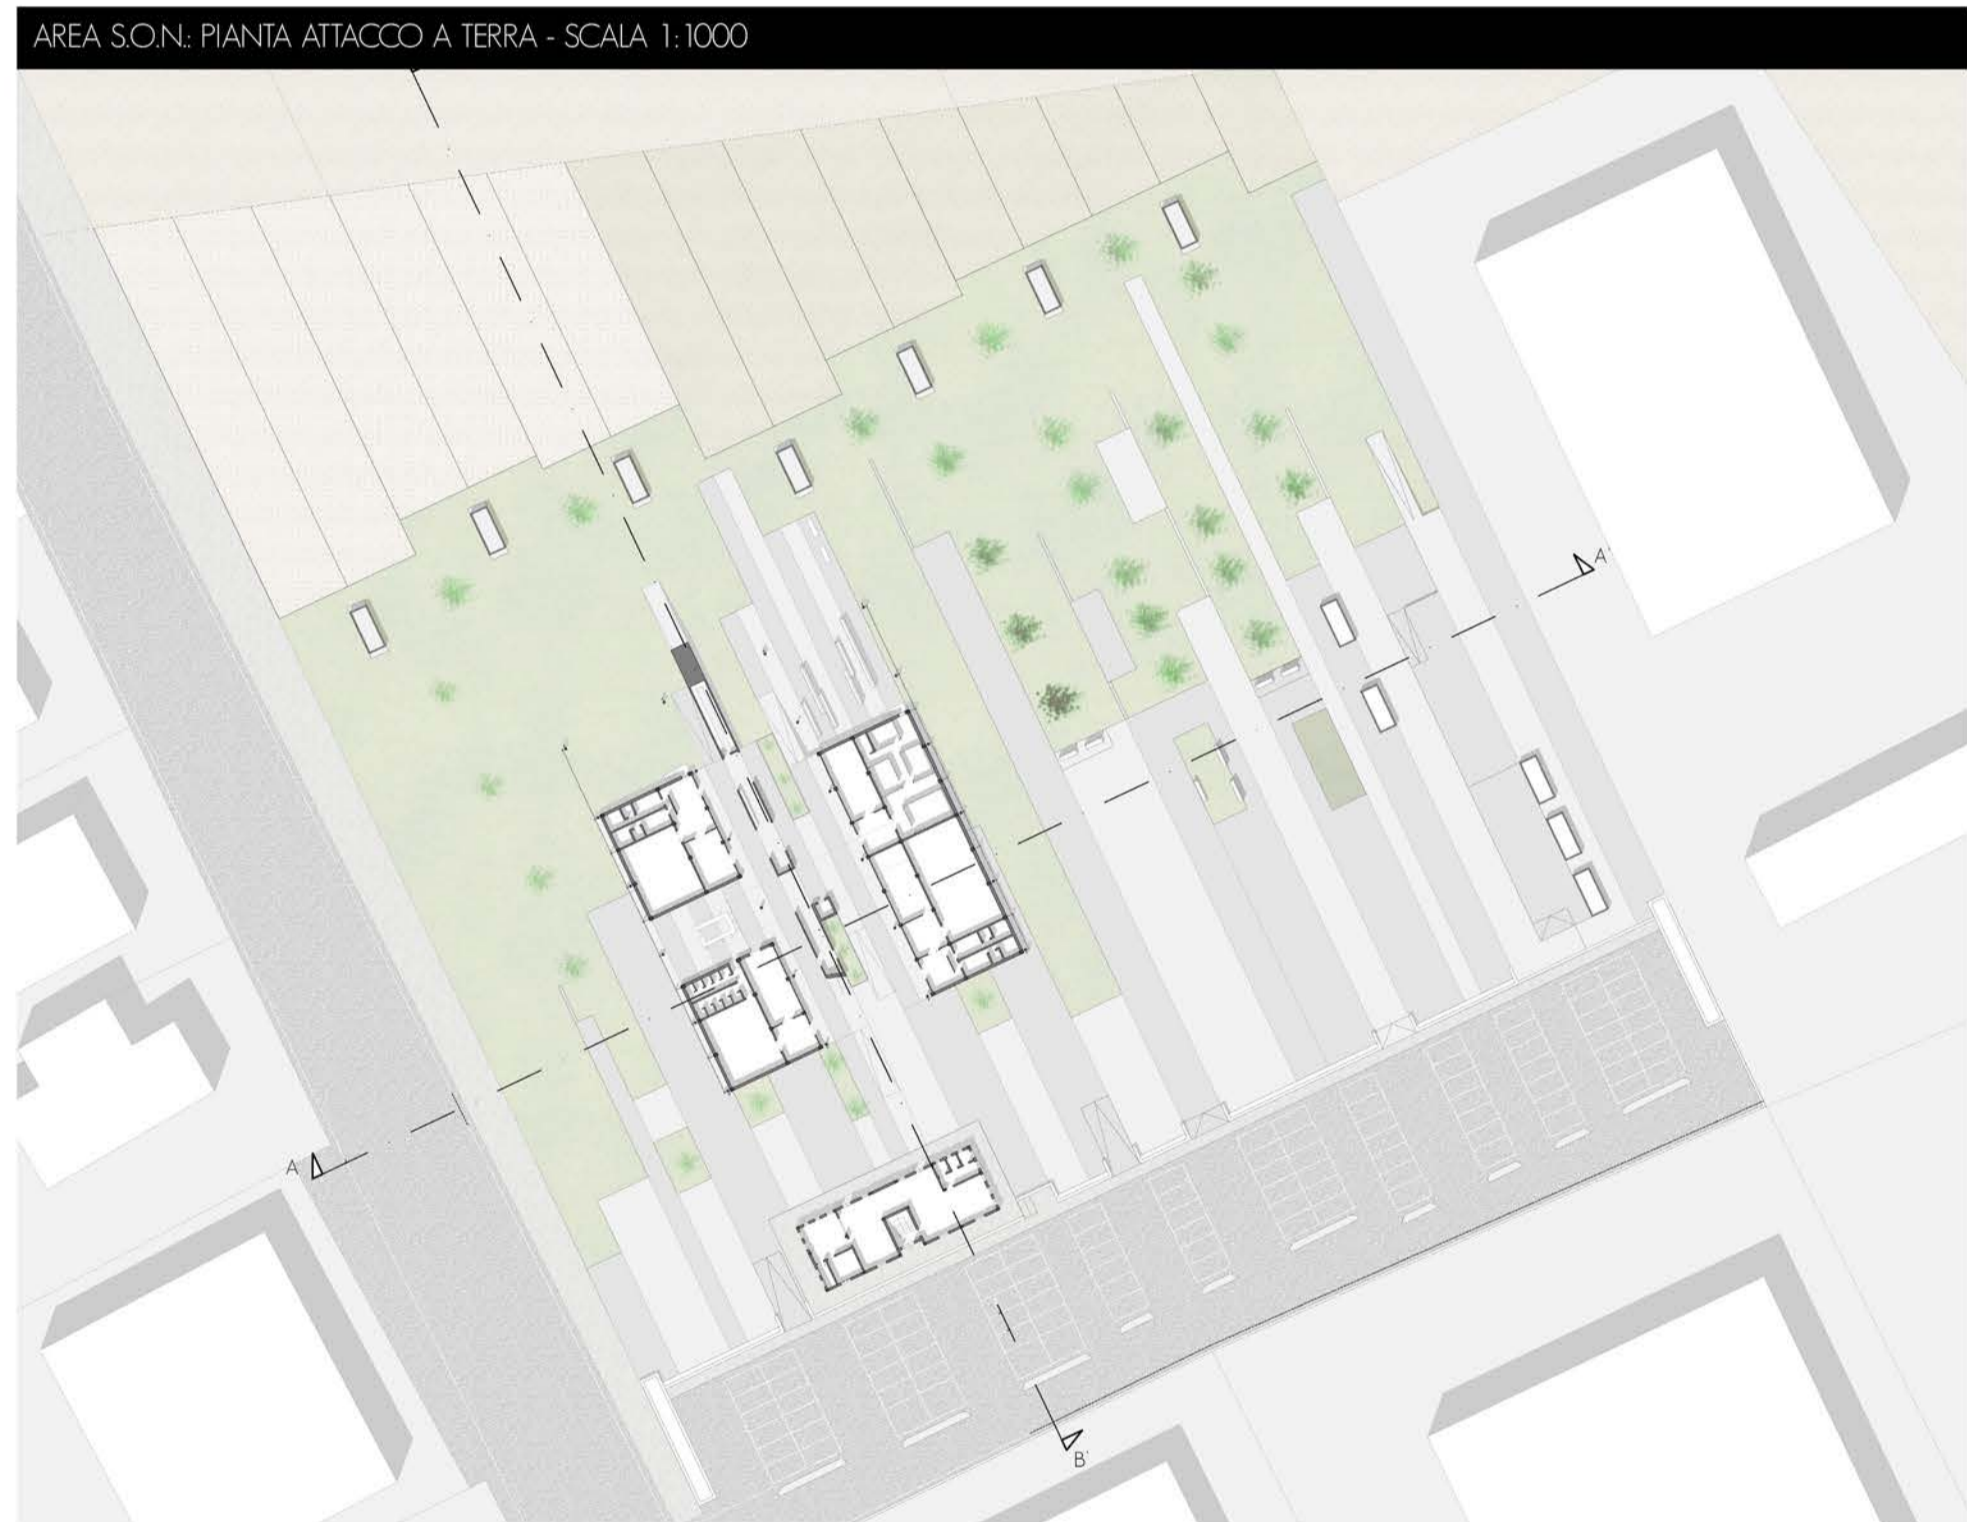 AREA S.O.N.: PIANTA ATTACCO A TERRA - SCALA 1:1000
A'
A
B'